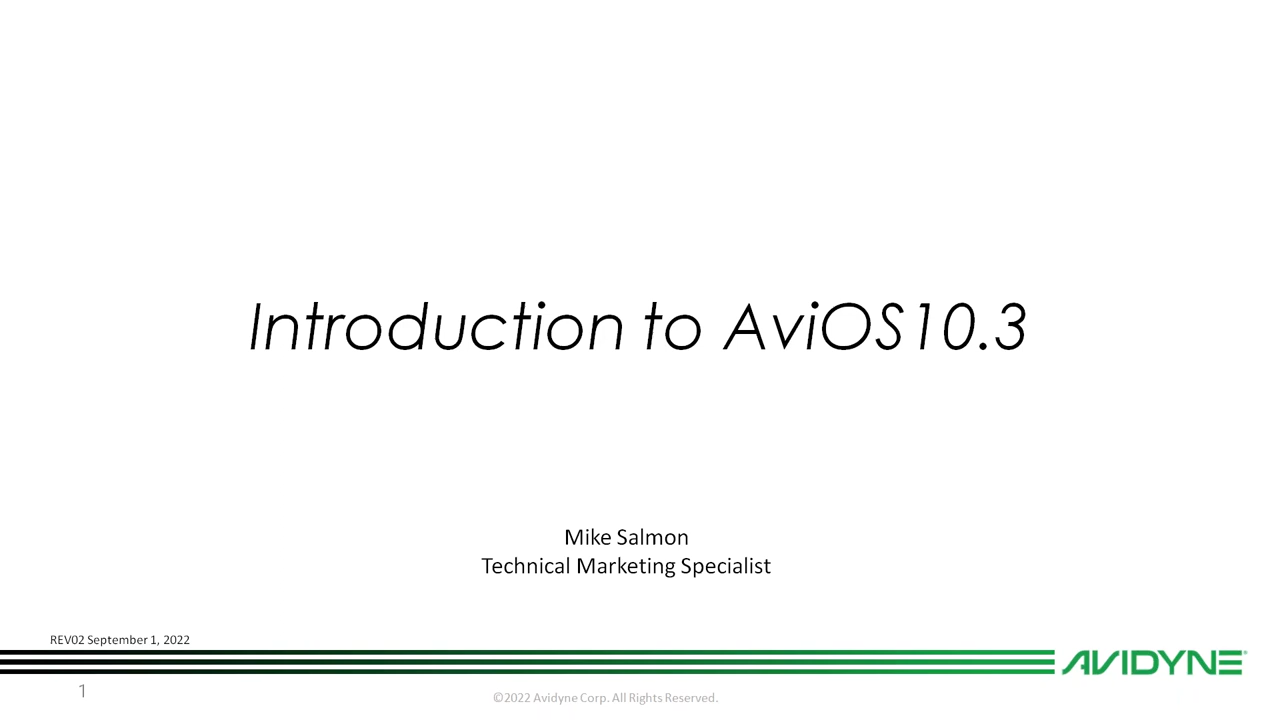 Introduction to AviOS10.3
Mike Salmon
Technical Marketing Specialist
REV02 September 1, 2022
AVIDYNE®
1
©2022 Avidyne Corp. All Rights Reserved.